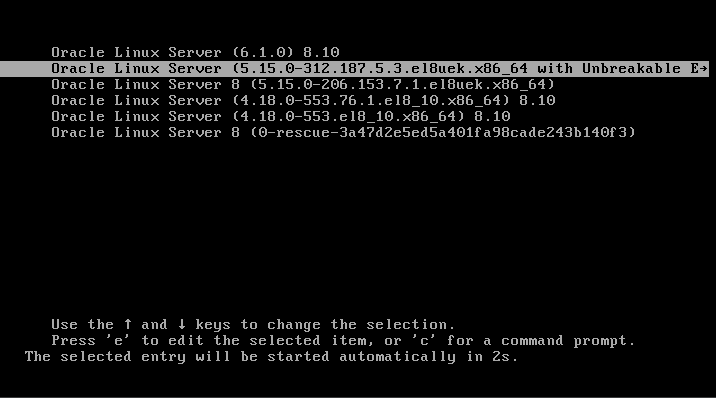 Oracle Linux Server (6.1.0) 8.10
Oracle Linux Server (5.15.0-312.187.5.3.el8uek.x86_64 with Unbreakable E→
Oracle Linux Server 8 (5.15.0-206.153.7.1.el8uek.x86_64)
Oracle Linux Server (4.18.0-553.76.1.el8_10.x86_64) 8.10
Oracle Linux Server (4.18.0-553.el8_10.x86_64) 8.10
Oracle Linux Server 8 (0-rescue-3a47d2e5ed5a401fa98cade243b140f3)
Use the ↑ and ↓ keys to change the selection.
Press 'e' to edit the selected item, or 'c' for a command prompt.
The selected entry will be started automatically in 2s.